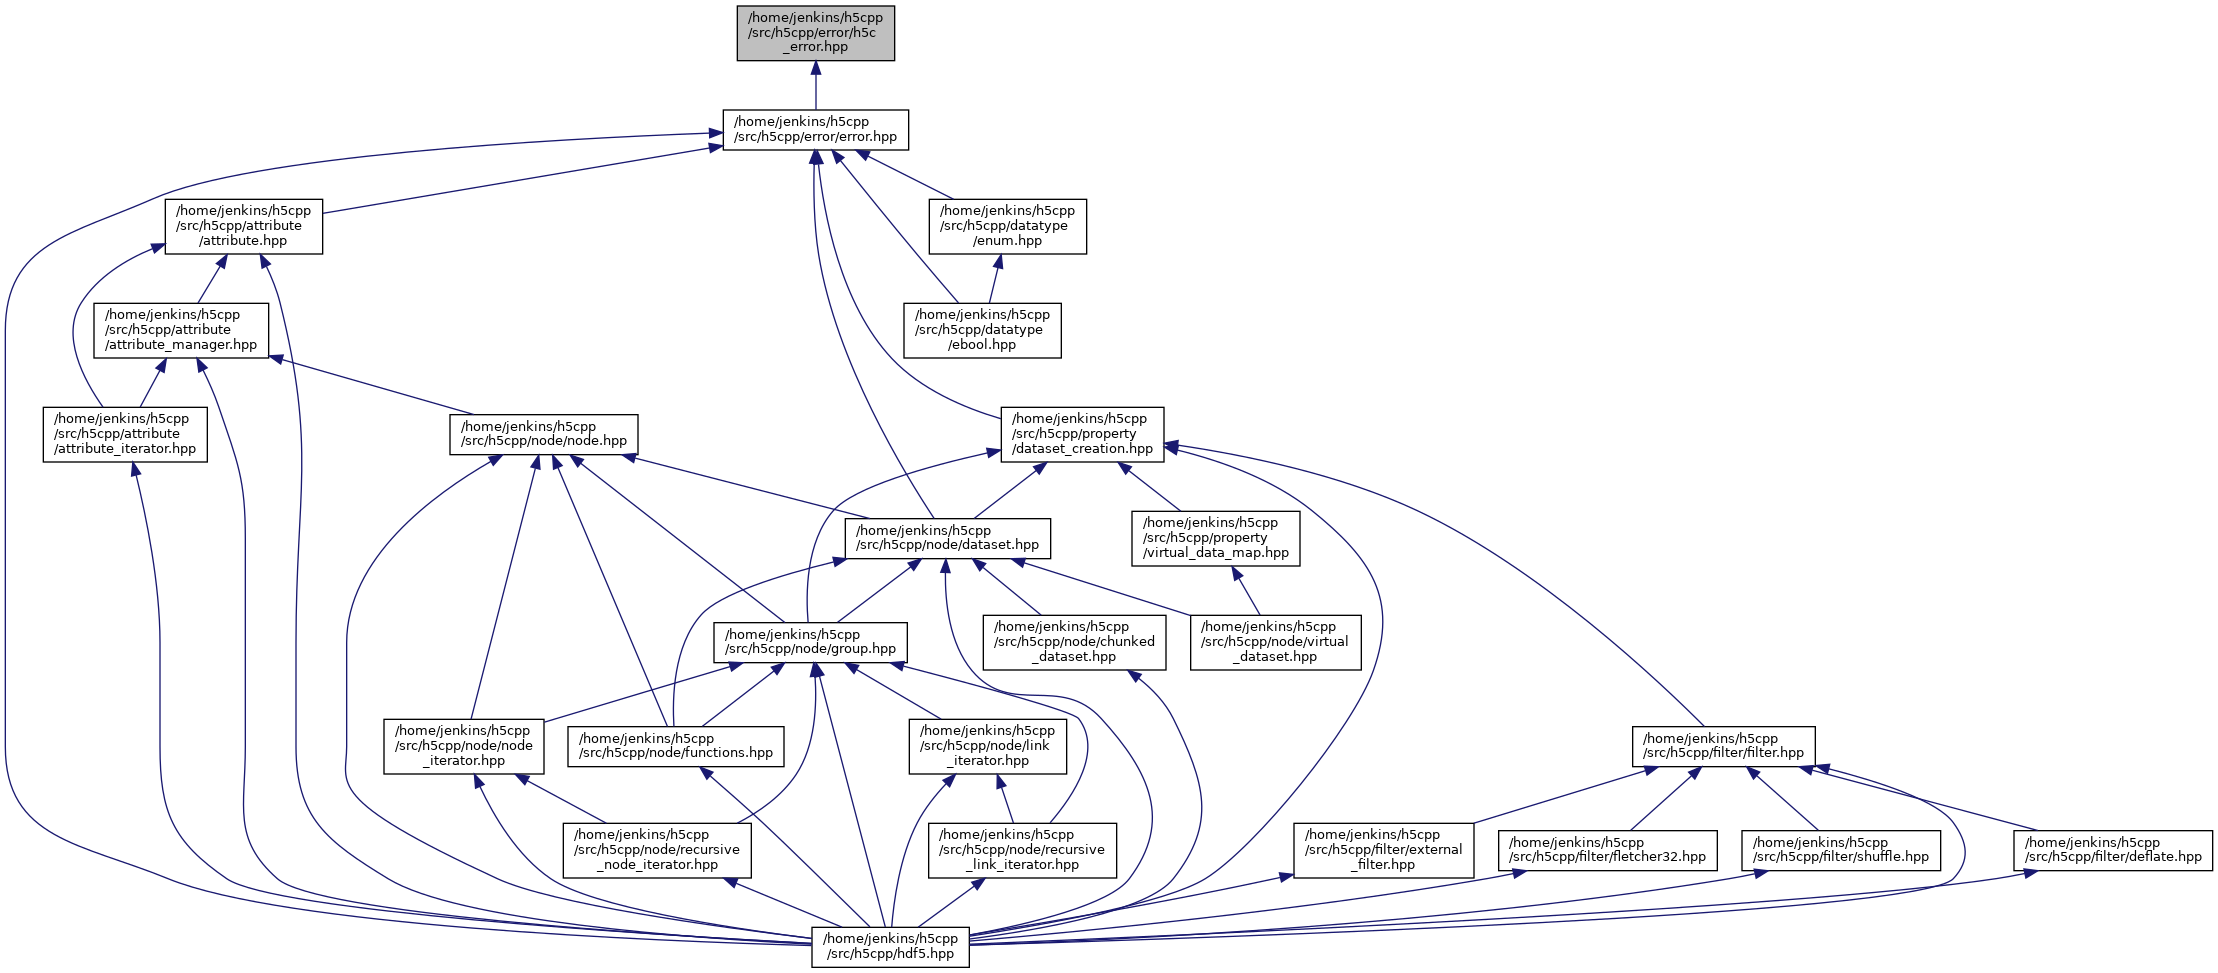 /home/jenkins/h5cpp
/src/h5cpp/error/h5c
_error.hpp
/home/jenkins/h5cpp
/src/h5cpp/error/error.hpp
/home/jenkins/h5cpp
/src/h5cpp/attribute
/attribute.hpp
/home/jenkins/h5cpp
/src/h5cpp/datatype
/enum.hpp
/home/jenkins/h5cpp
/src/h5cpp/attribute
/attribute_manager.hpp
/home/jenkins/h5cpp
/src/h5cpp/datatype
/ebool.hpp
/home/jenkins/h5cpp
/src/h5cpp/attribute
/attribute_iterator.hpp
/home/jenkins/h5cpp
/src/h5cpp/node/node.hpp
/home/jenkins/h5cpp
/src/h5cpp/property
/dataset_creation.hpp
/home/jenkins/h5cpp
/src/h5cpp/node/dataset.hpp
/home/jenkins/h5cpp
/src/h5cpp/property
/virtual_data_map.hpp
/home/jenkins/h5cpp
/src/h5cpp/node/group.hpp
/home/jenkins/h5cpp
/src/h5cpp/node/chunked
_dataset.hpp
/home/jenkins/h5cpp
/src/h5cpp/node/virtual
_dataset.hpp
/home/jenkins/h5cpp
/src/h5cpp/node/node
_iterator.hpp
/home/jenkins/h5cpp
/src/h5cpp/node/functions.hpp
/home/jenkins/h5cpp
/src/h5cpp/node/link
_iterator.hpp
/home/jenkins/h5cpp
/src/h5cpp/filter/filter.hpp
/home/jenkins/h5cpp
/src/h5cpp/node/recursive
_node_iterator.hpp
/home/jenkins/h5cpp
/src/h5cpp/node/recursive
_link_iterator.hpp
/home/jenkins/h5cpp
/src/h5cpp/filter/external
_filter.hpp
/home/jenkins/h5cpp
/src/h5cpp/filter/fletcher32.hpp
/home/jenkins/h5cpp
/src/h5cpp/filter/shuffle.hpp
/home/jenkins/h5cpp
/src/h5cpp/filter/deflate.hpp
/home/jenkins/h5cpp
/src/h5cpp/hdf5.hpp